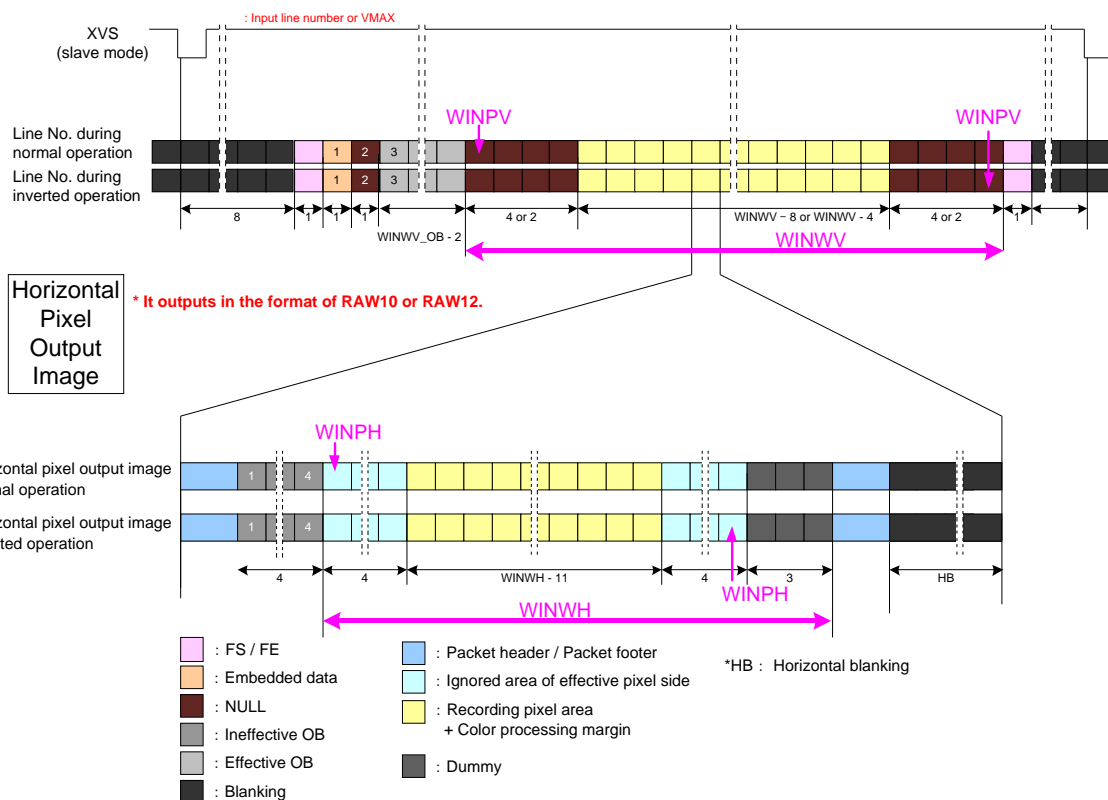 : Input line number or VMAX
XVS
(slave mode)
WINPV
WINPV
Line No. during
normal operation
1 2 3
Line No. during
inverted operation
1 2 3
8 1 1 1 WINWV_OB - 2 4 or 2 WINWV – 8 or WINWV - 4 4 or 2 1
WINWV
Horizontal
Pixel
Output
Image
* It outputs in the format of RAW10 or RAW12.
WINPH
zontal pixel output image
nal operation
1 4
zontal pixel output image
ted operation
1 4
4 4 WINWH - 11 4 3 HB
WINPH
WINWH
: FS / FE
: Embedded data
: NULL
: Ineffective OB
: Effective OB
: Blanking
: Packet header / Packet footer
: Ignored area of effective pixel side
: Recording pixel area
+ Color processing margin
: Dummy
*HB : Horizontal blanking